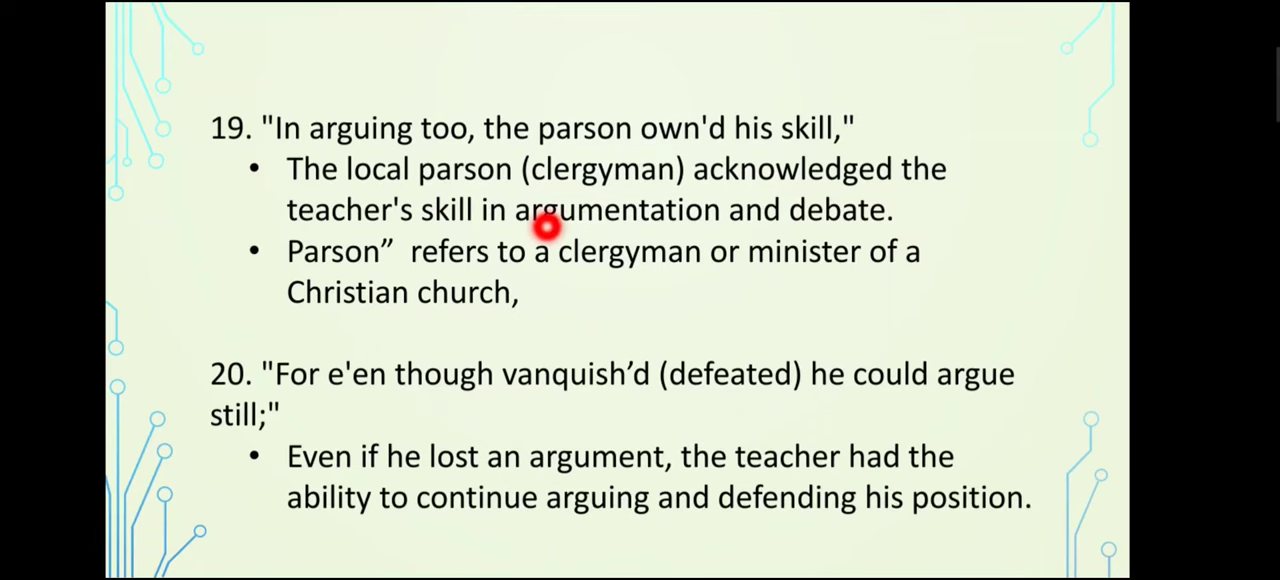 19. "In arguing too, the parson own'd his skill,"
• The local parson (clergyman) acknowledged the
teacher's skill in argumentation and debate.
• Parson” refers to a clergyman or minister of a
Christian church,
20. "For e'en though vanquish’d (defeated) he could argue
still;"
• Even if he lost an argument, the teacher had the
ability to continue arguing and defending his position.